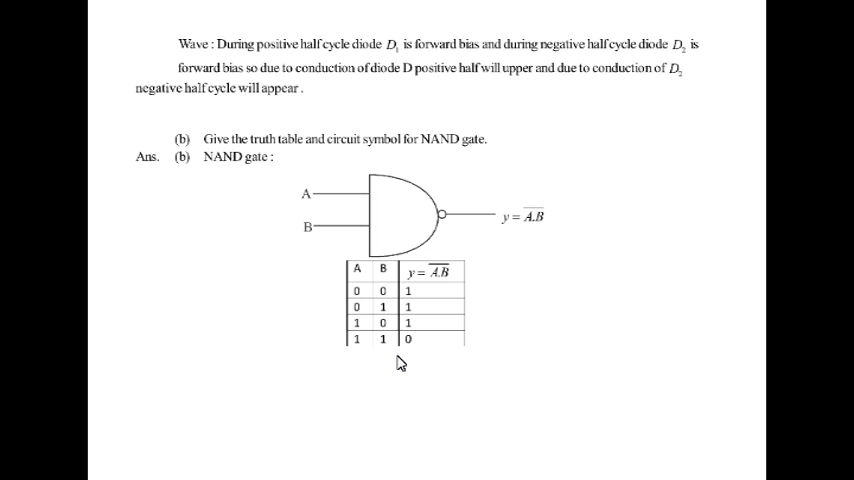 Wave : During positive half cycle diode D₁ is forward bias and during negative half cycle diode D₂ is
forward bias so due to conduction of diode D positive half will upper and due to conduction of D₂
negative half cycle will appear .
(b) Give the truth table and circuit symbol for NAND gate.
Ans. (b) NAND gate :
A
y = A̅.̅B̅
B
A B y = A̅.̅B̅
0 0 1
0 1 1
1 0 1
1 1 0